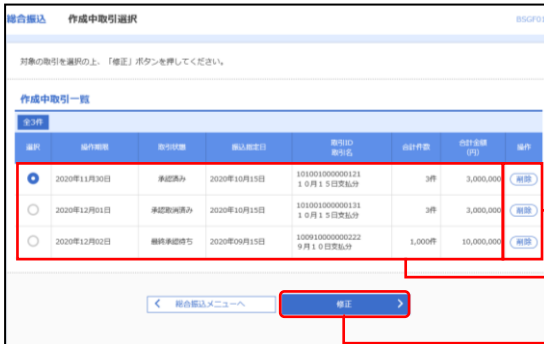 総合振込 作成中取引選択 BSGF01
対象の取引を選択の上、「修正」ボタンを押してください。
作成中取引一覧
全3件
選択 操作期限 取引状態 振込指定日 取引ID 合計件数 合計金額 操作
取引名 (円)
2020年11月30日 承認済み 2020年10月15日 101001000000121 3件 3,000,000 削除
10月15日支払分
2020年12月01日 承認取消済み 2020年10月15日 101001000000131 3件 3,000,000 削除
10月15日支払分
2020年12月02日 最終承認待ち 2020年09月15日 100910000000222 1,000件 10,000,000 削除
9月10日支払分
総合振込メニューへ 修正